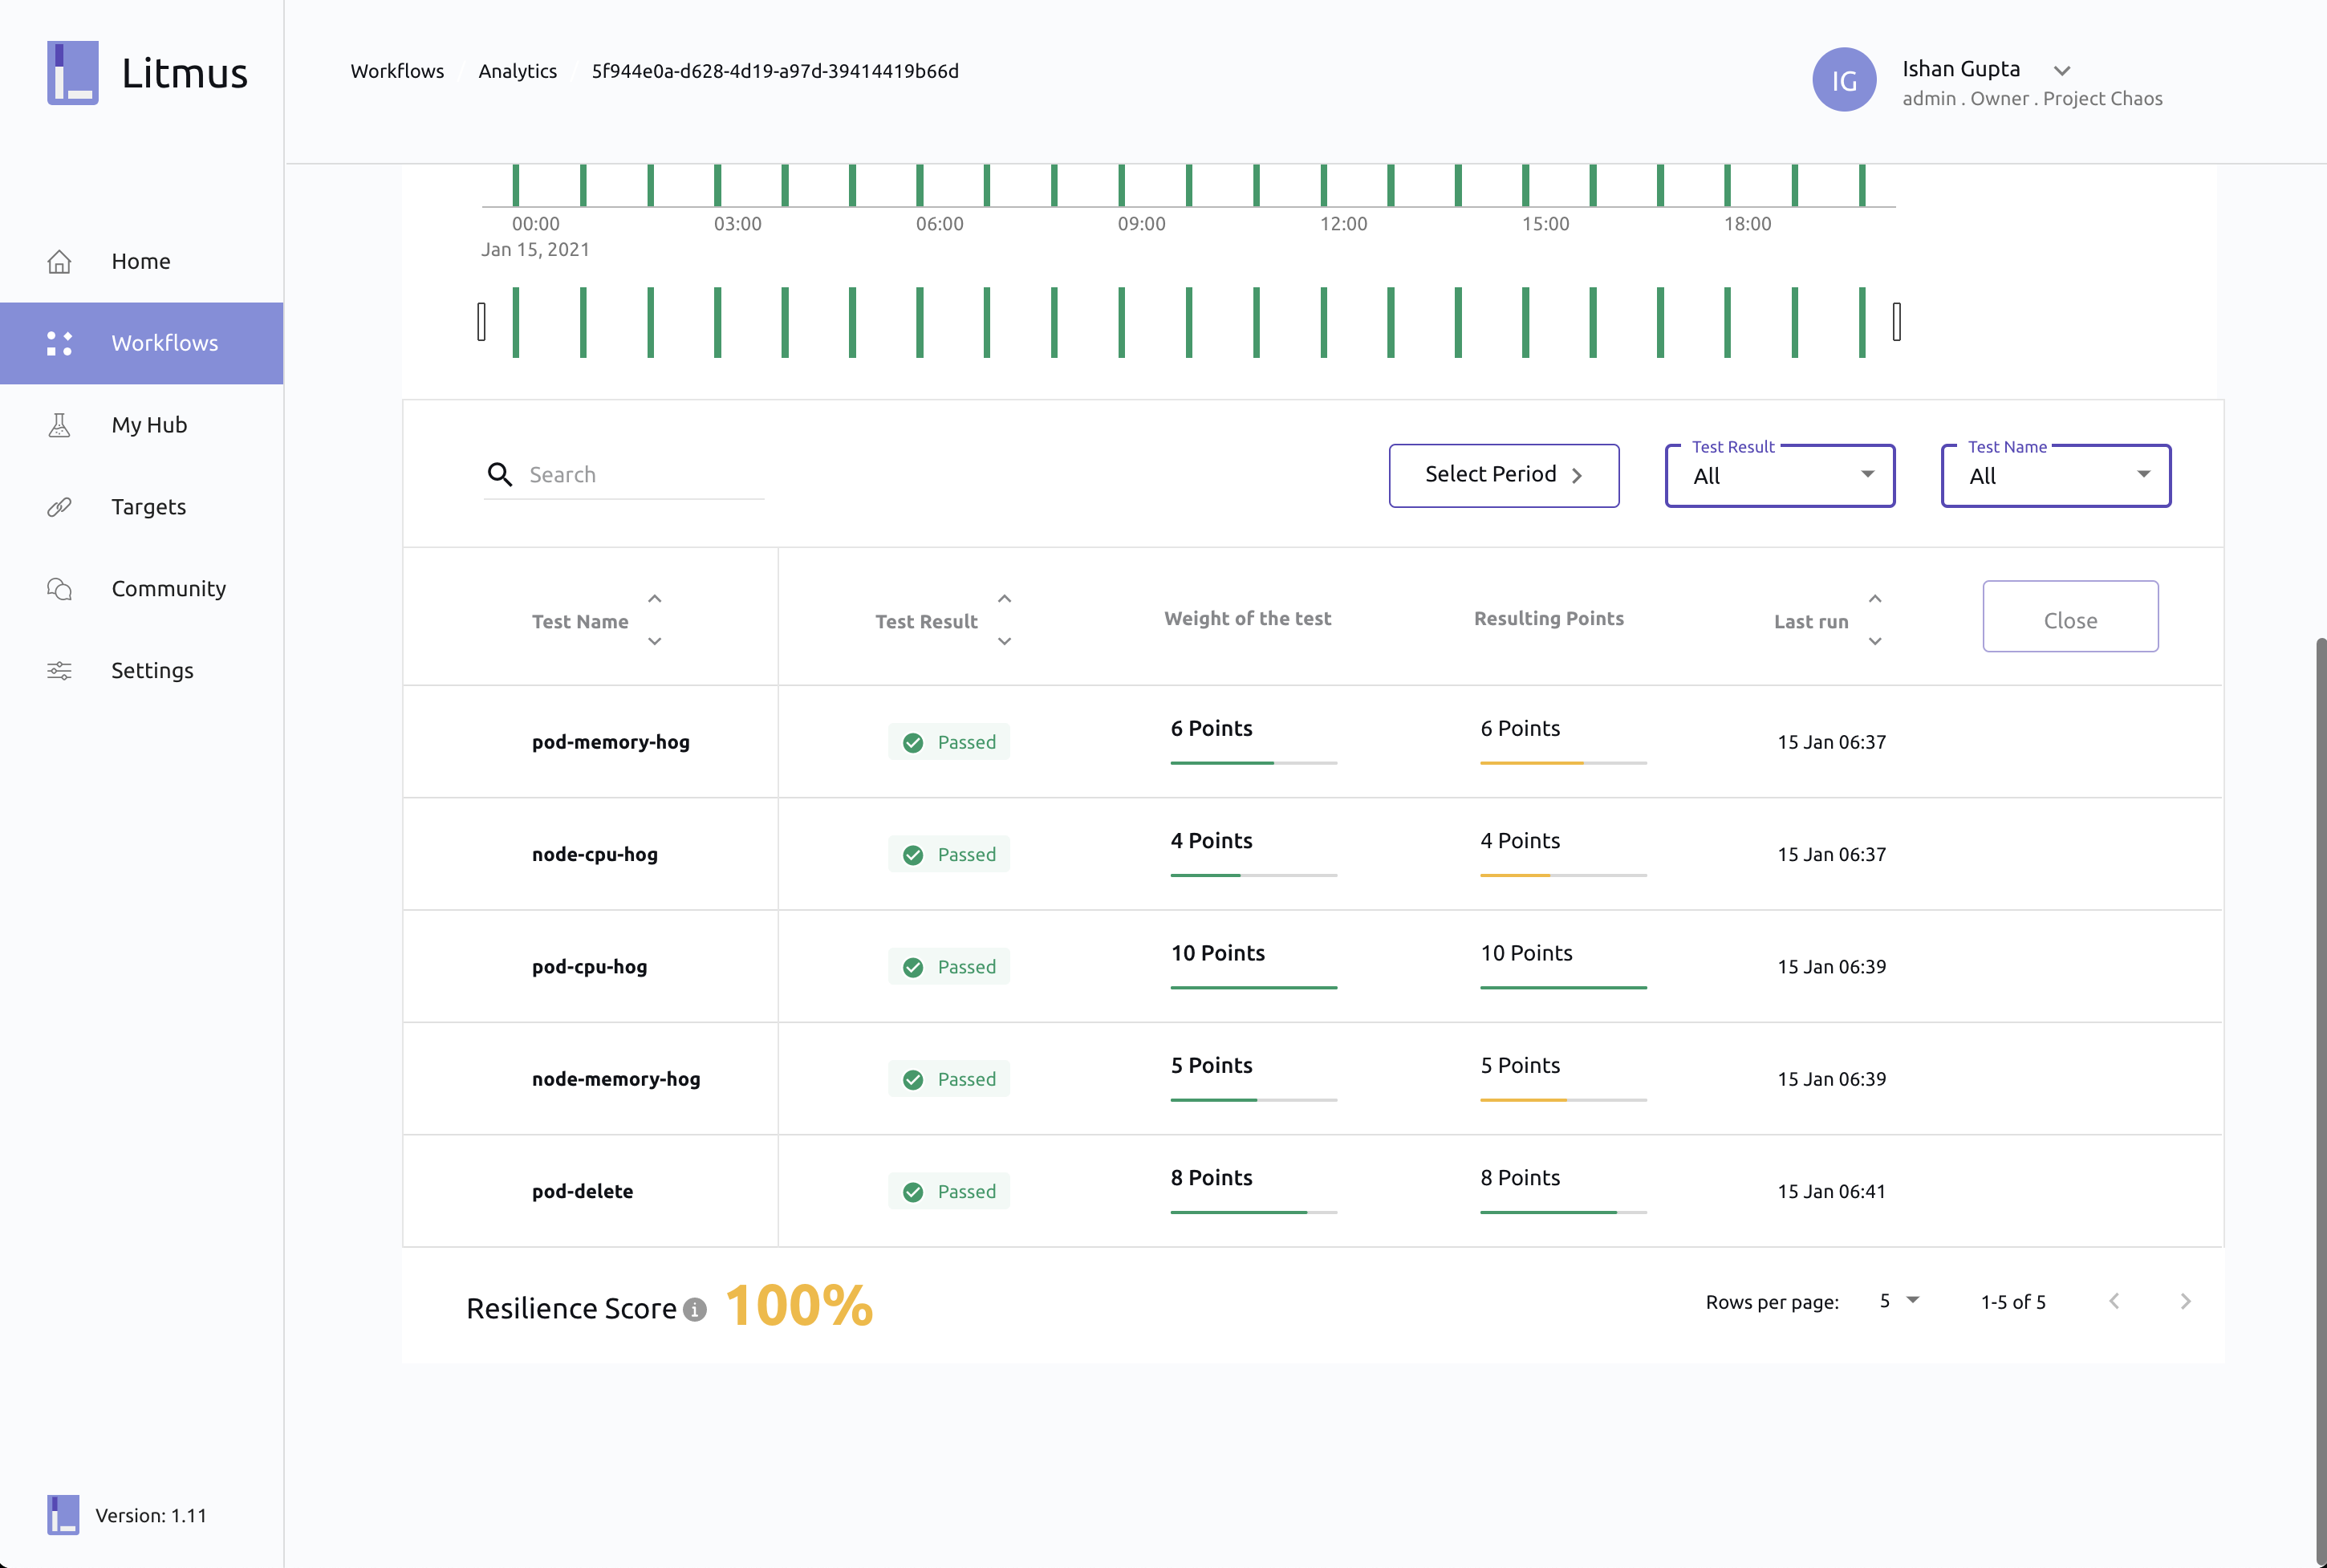 Litmus
Workflows / Analytics / 5f944e0a-d628-4d19-a97d-39414419b66d
IG
Ishan Gupta
admin . Owner . Project Chaos
Home
Workflows
My Hub
Targets
Community
Settings
Version: 1.11
00:00 03:00 06:00 09:00 12:00 15:00 18:00
Jan 15, 2021
Search
Select Period
Test Result
All
Test Name
All
Test Name Test Result Weight of the test Resulting Points Last run Close
pod-memory-hog Passed 6 Points 6 Points 15 Jan 06:37
node-cpu-hog Passed 4 Points 4 Points 15 Jan 06:37
pod-cpu-hog Passed 10 Points 10 Points 15 Jan 06:39
node-memory-hog Passed 5 Points 5 Points 15 Jan 06:39
pod-delete Passed 8 Points 8 Points 15 Jan 06:41
Resilience Score 100%
Rows per page: 5 1-5 of 5